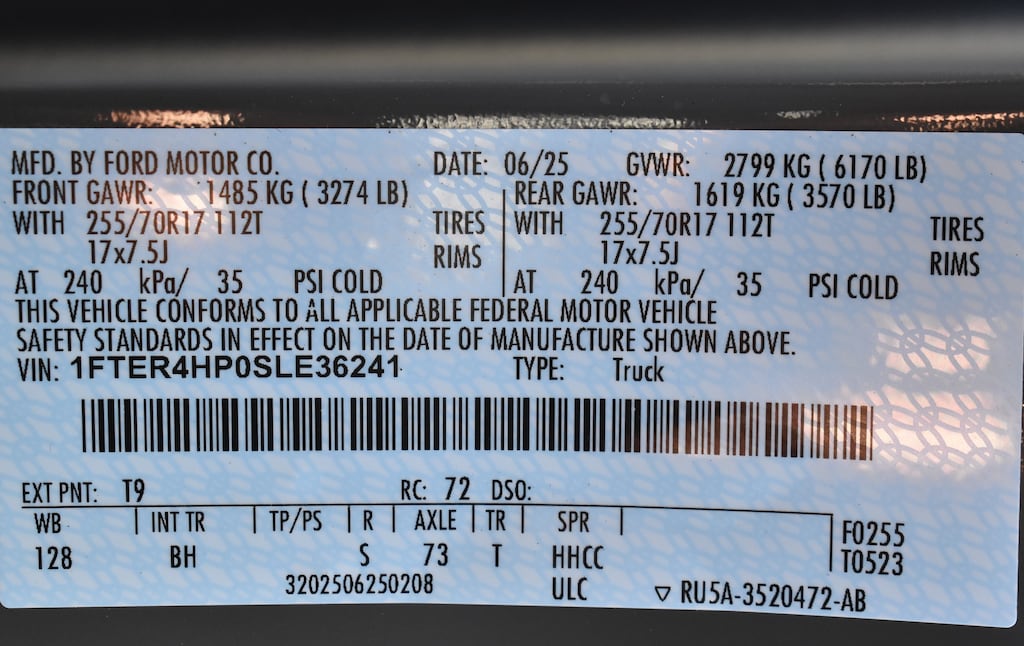 MFD. BY FORD MOTOR CO. DATE: 06/25 GVWR: 2799 KG ( 6170 LB)
FRONT GAWR: 1485 KG ( 3274 LB) REAR GAWR: 1619 KG ( 3570 LB)
WITH 255/70R17 112T TIRES WITH 255/70R17 112T TIRES
17x7.5J RIMS 17x7.5J RIMS
AT 240 kPa/ 35 PSI COLD AT 240 kPa/ 35 PSI COLD
THIS VEHICLE CONFORMS TO ALL APPLICABLE FEDERAL MOTOR VEHICLE
SAFETY STANDARDS IN EFFECT ON THE DATE OF MANUFACTURE SHOWN ABOVE.
VIN: 1FTER4HP0SLE36241 TYPE: Truck
EXT PNT: T9 RC: 72 DSO:
WB INT TR TP/PS R AXLE TR SPR F0255
128 BH S 73 T HHCC T0523
3202506250208 ULC ▽ RU5A-3520472-AB